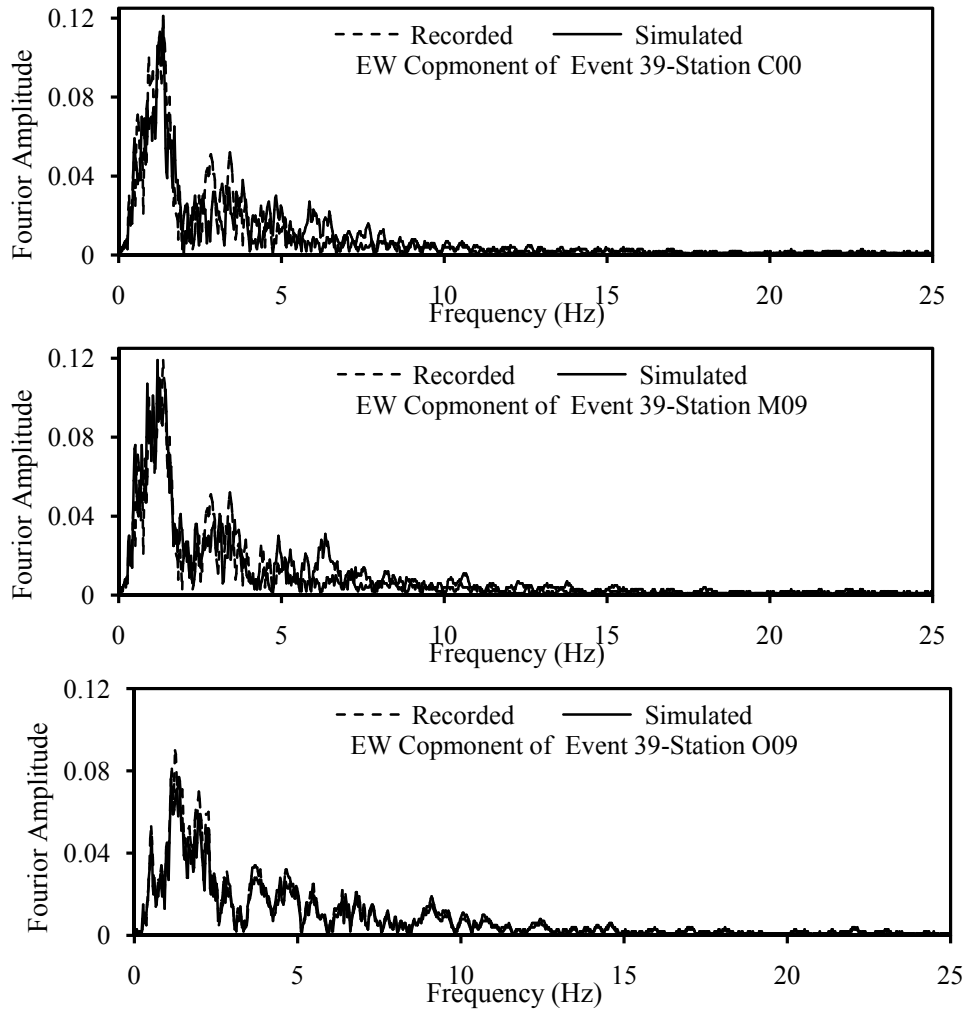 0.12
0.08
0.04
0
Fourior Amplitude
Recorded Simulated
EW Copmonent of Event 39-Station C00
0 5 10 15 20 25
Frequency (Hz)
0.12
0.08
0.04
0
Fourior Amplitude
Recorded Simulated
EW Copmonent of Event 39-Station M09
0 5 10 15 20 25
Frequency (Hz)
0.12
0.08
0.04
0
Fourior Amplitude
Recorded Simulated
EW Copmonent of Event 39-Station O09
0 5 10 15 20 25
Frequency (Hz)